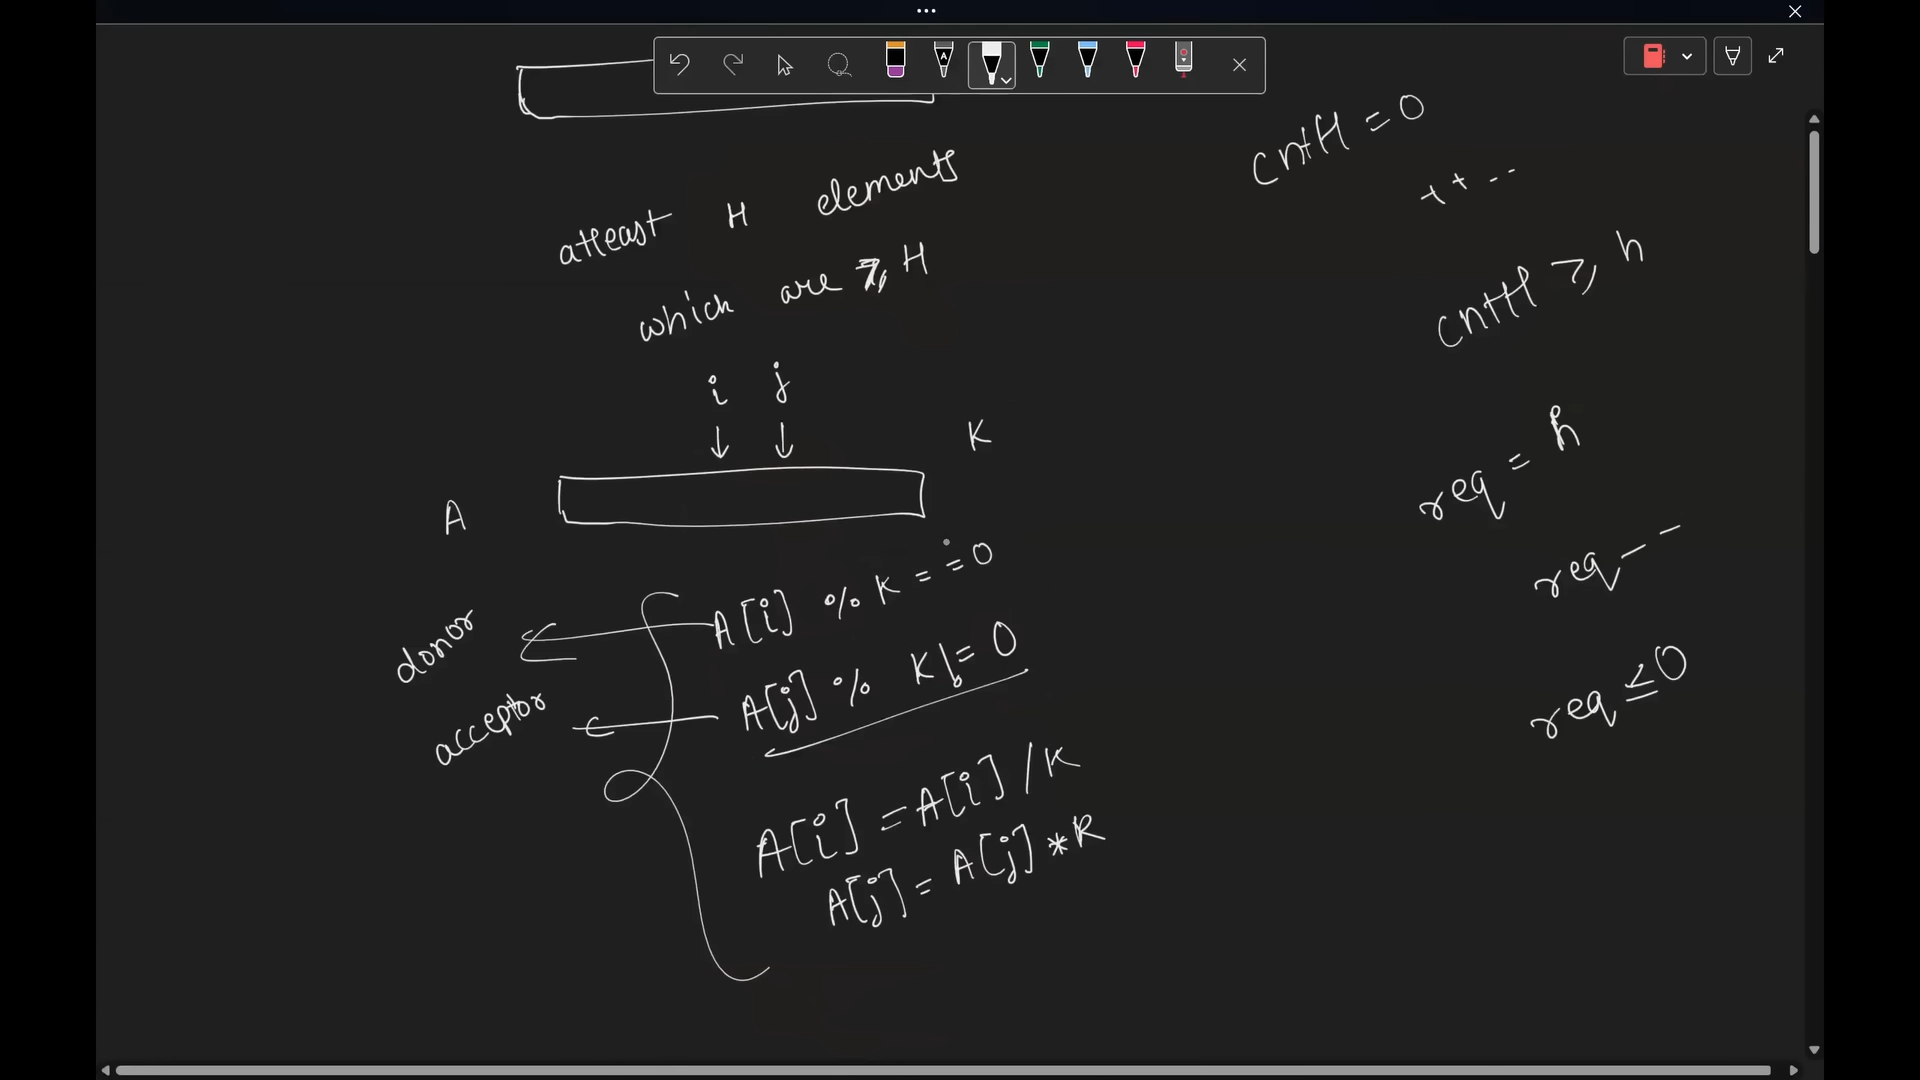 atleast H elements
which are ≥ H
i j
K
A
A[i] % K == 0
donor
A[j] % K != 0
acceptor
A[i] = A[i] / K
A[j] = A[j] * K
cntH = 0
++ --
cntH ≥ h
req = h
req --
req ≤ 0